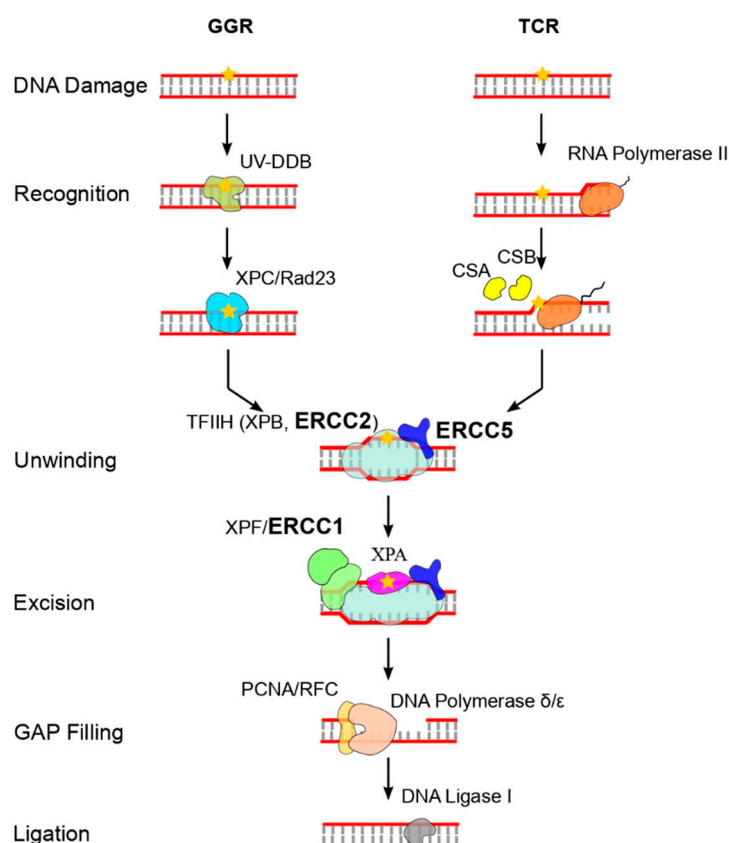 GGR
TCR
DNA Damage
UV-DDB
RNA Polymerase II
Recognition
XPC/Rad23
CSA
CSB
TFIIH (XPB, ERCC2)
ERCC5
Unwinding
XPF/ERCC1
XPA
Excision
PCNA/RFC
DNA Polymerase δ/ε
GAP Filling
DNA Ligase I
Ligation